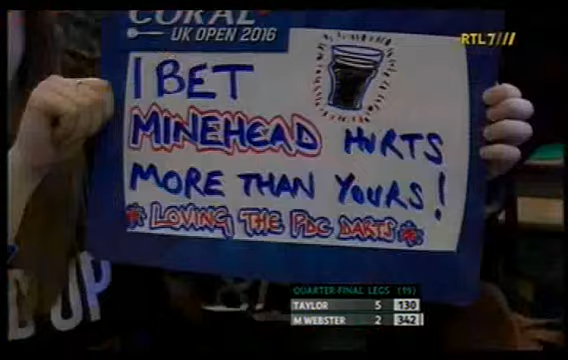 CORAL
UK OPEN 2016
RTL7
I BET
MINEHEAD HURTS
MORE THAN YOURS!
* LOVING THE PDC DARTS *
D UP
QUARTER-FINAL LEGS (19)
TAYLOR 5 130
M WEBSTER 2 342